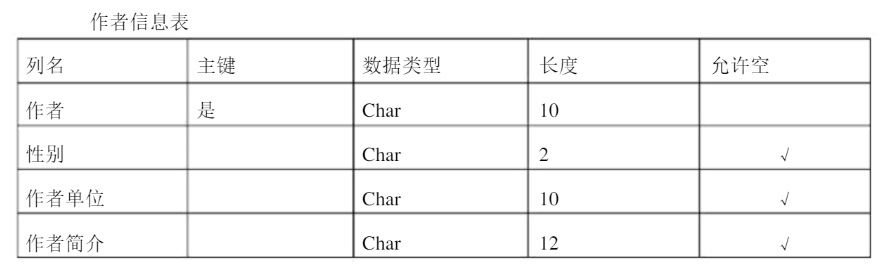 作者信息表
列名 主键 数据类型 长度 允许空
作者 是 Char 10
性别 Char 2 √
作者单位 Char 10 √
作者简介 Char 12 √